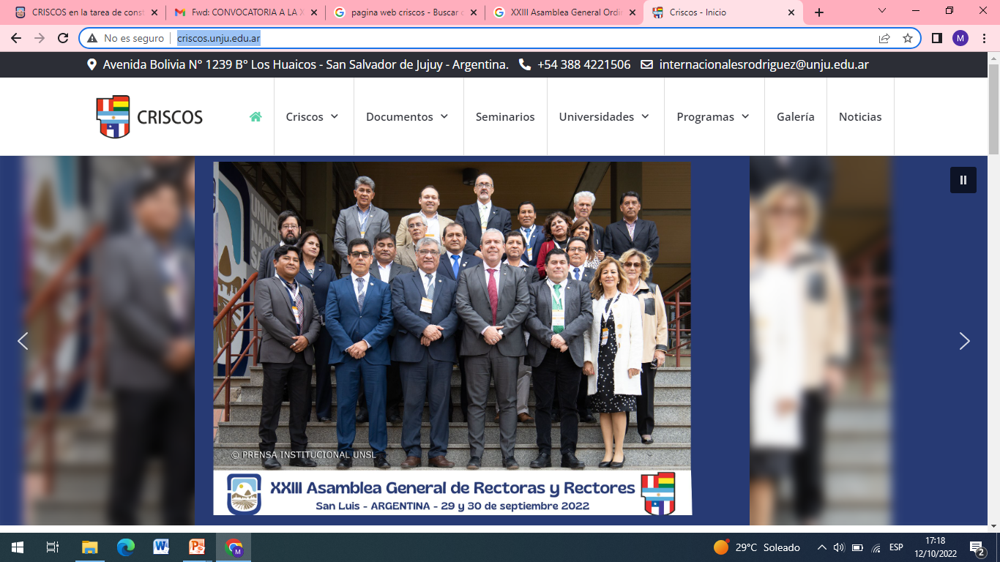 CRISCOS en la tarea de const
Fwd: CONVOCATORIA A LA X
pagina web criscos - Buscar c
XXIII Asamblea General Ordin
Criscos - Inicio
No es seguro
criscos.unju.edu.ar
M
Avenida Bolivia N° 1239 B° Los Huaicos - San Salvador de Jujuy - Argentina.
+54 388 4221506
internacionalesrodriguez@unju.edu.ar
CRISCOS
Criscos
Documentos
Seminarios
Universidades
Programas
Galería
Noticias
© PRENSA INSTITUCIONAL UNSL
XXIII Asamblea General de Rectoras y Rectores
San Luis - ARGENTINA - 29 y 30 de septiembre 2022
29°C Soleado
ESP
17:18
12/10/2022
2